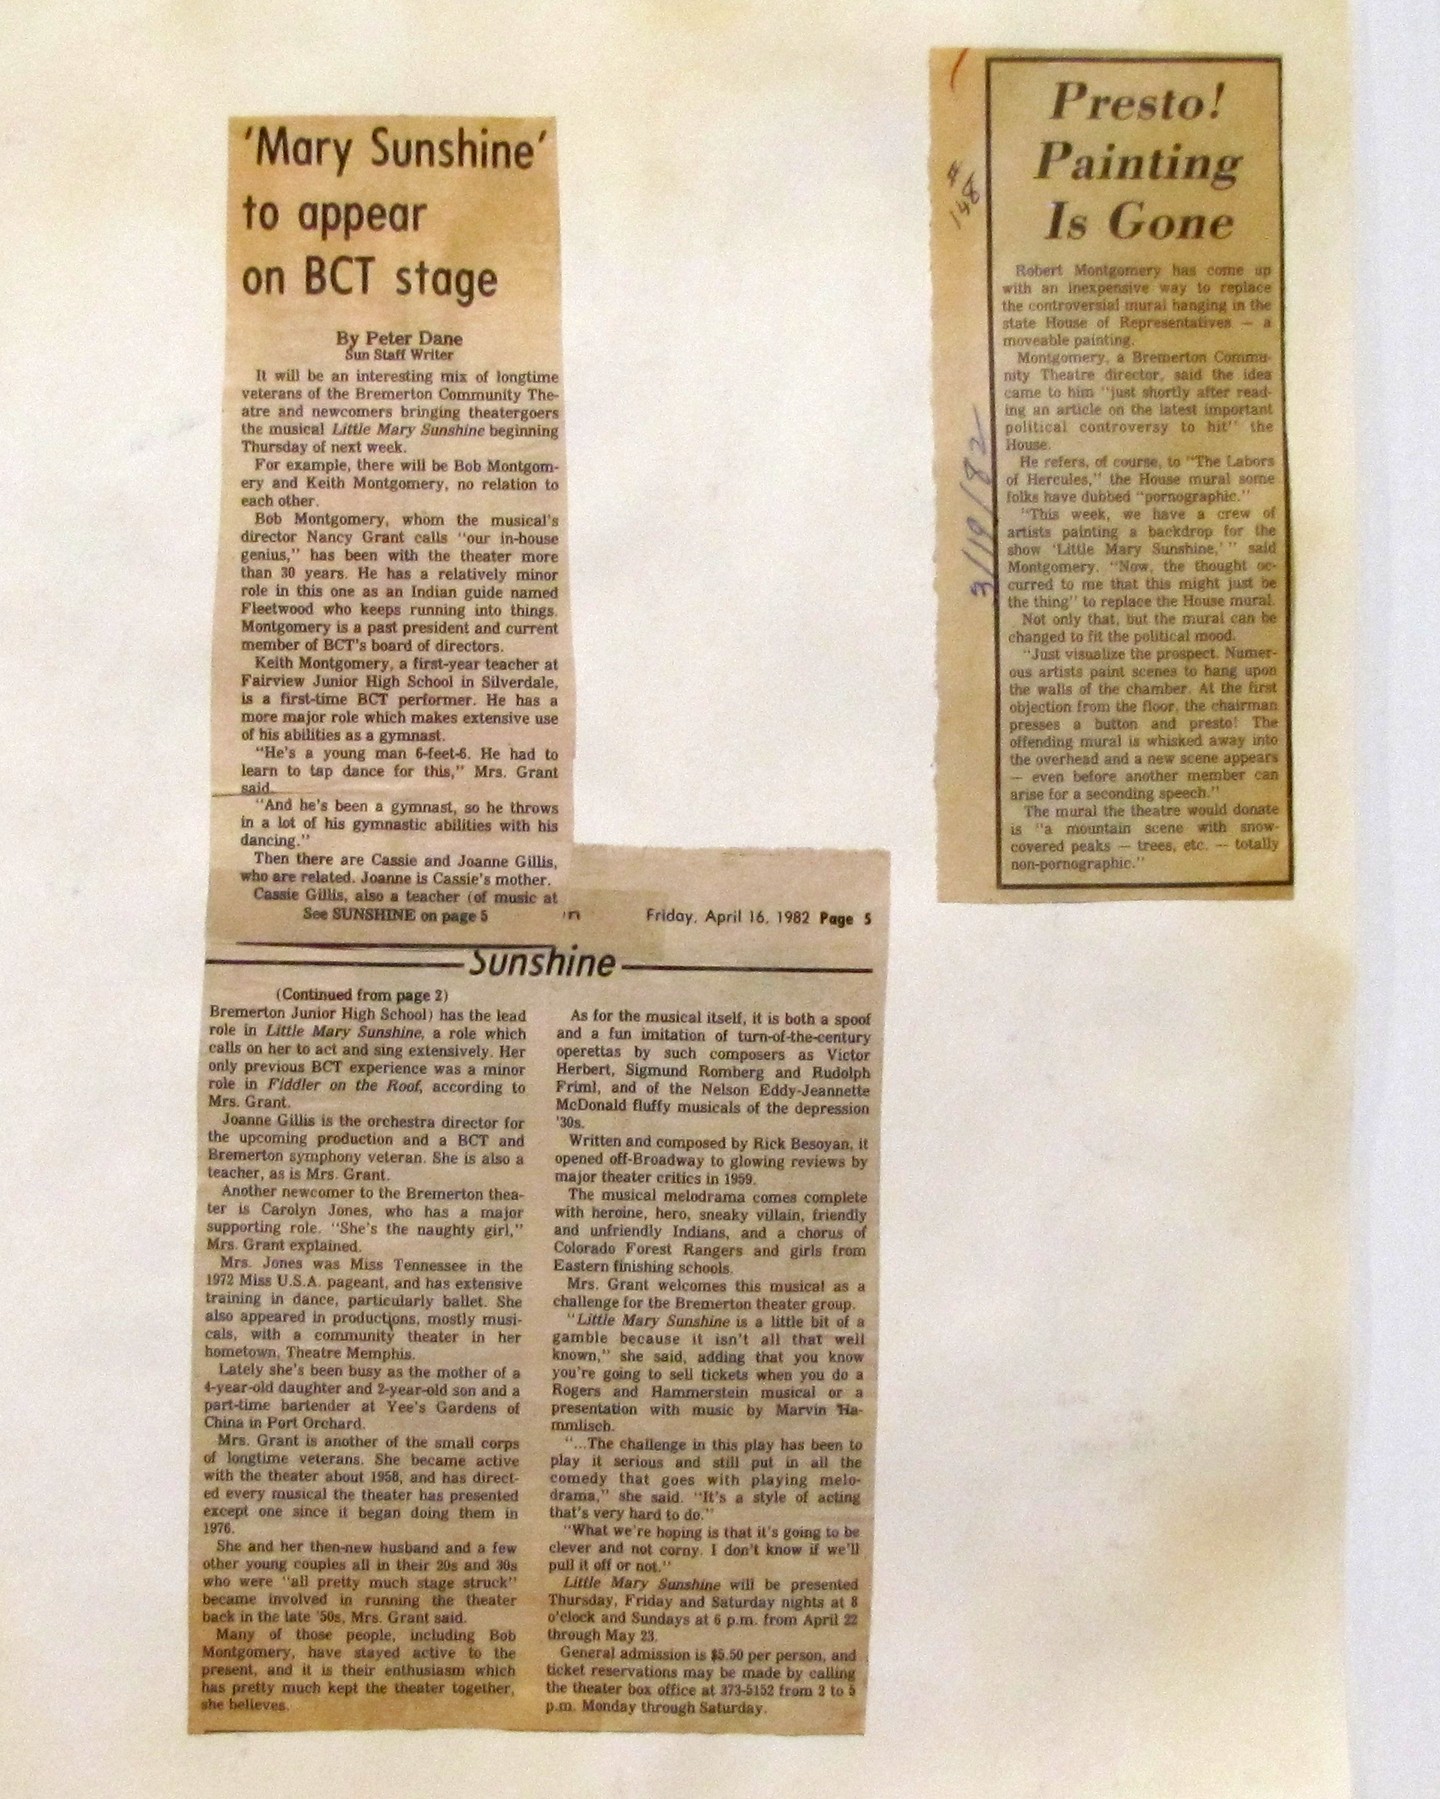 'Mary Sunshine'
to appear
on BCT stage
By Peter Dane
Sun Staff Writer
It will be an interesting mix of longtime
veterans of the Bremerton Community The-
atre and newcomers bringing theatergoers
the musical Little Mary Sunshine beginning
Thursday of next week.
For example, there will be Bob Montgom-
ery and Keith Montgomery, no relation to
each other.
Bob Montgomery, whom the musical's
director Nancy Grant calls "our in-house
genius," has been with the theater more
than 30 years. He has a relatively minor
role in this one as an Indian guide named
Fleetwood who keeps running into things.
Montgomery is a past president and current
member of BCT's board of directors.
Keith Montgomery, a first-year teacher at
Fairview Junior High School in Silverdale,
is a first-time BCT performer. He has a
more major role which makes extensive use
of his abilities as a gymnast.
"He's a young man 6-feet-6. He had to
learn to tap dance for this," Mrs. Grant
said.
"And he's been a gymnast, so he throws
in a lot of his gymnastic abilities with his
dancing."
Then there are Cassie and Joanne Gillis,
who are related. Joanne is Cassie's mother.
Cassie Gillis, also a teacher (of music at
See SUNSHINE on page 5
'n Friday, April 16, 1982 Page 5
Sunshine
(Continued from page 2)
Bremerton Junior High School) has the lead
role in Little Mary Sunshine, a role which
calls on her to act and sing extensively. Her
only previous BCT experience was a minor
role in Fiddler on the Roof, according to
Mrs. Grant.
Joanne Gillis is the orchestra director for
the upcoming production and a BCT and
Bremerton symphony veteran. She is also a
teacher, as is Mrs. Grant.
Another newcomer to the Bremerton thea-
ter is Carolyn Jones, who has a major
supporting role. "She's the naughty girl,"
Mrs. Grant explained.
Mrs. Jones was Miss Tennessee in the
1972 Miss U.S.A. pageant, and has extensive
training in dance, particularly ballet. She
also appeared in productions, mostly musi-
cals, with a community theater in her
hometown, Theatre Memphis.
Lately she's been busy as the mother of a
4-year-old daughter and 2-year-old son and a
part-time bartender at Yee's Gardens of
China in Port Orchard.
Mrs. Grant is another of the small corps
of longtime veterans. She became active
with the theater about 1958, and has direct-
ed every musical the theater has presented
except one since it began doing them in
1976.
She and her then-new husband and a few
other young couples all in their 20s and 30s
who were "all pretty much stage struck"
became involved in running the theater
back in the late '50s, Mrs. Grant said.
Many of those people, including Bob
Montgomery, have stayed active to the
present, and it is their enthusiasm which
has pretty much kept the theater together,
she believes.
As for the musical itself, it is both a spoof
and a fun imitation of turn-of-the-century
operettas by such composers as Victor
Herbert, Sigmund Romberg and Rudolph
Friml, and of the Nelson Eddy-Jeannette
McDonald fluffy musicals of the depression
'30s.
Written and composed by Rick Besoyan, it
opened off-Broadway to glowing reviews by
major theater critics in 1959.
The musical melodrama comes complete
with heroine, hero, sneaky villain, friendly
and unfriendly Indians, and a chorus of
Colorado Forest Rangers and girls from
Eastern finishing schools.
Mrs. Grant welcomes this musical as a
challenge for the Bremerton theater group.
"Little Mary Sunshine is a little bit of a
gamble because it isn't all that well
known," she said, adding that you know
you're going to sell tickets when you do a
Rogers and Hammerstein musical or a
presentation with music by Marvin Ha-
mmlisch.
"...The challenge in this play has been to
play it serious and still put in all the
comedy that goes with playing melo-
drama," she said. "It's a style of acting
that's very hard to do."
"What we're hoping is that it's going to be
clever and not corny. I don't know if we'll
pull it off or not."
Little Mary Sunshine will be presented
Thursday, Friday and Saturday nights at 8
o'clock and Sundays at 6 p.m. from April 22
through May 23.
General admission is $5.50 per person, and
ticket reservations may be made by calling
the theater box office at 373-5152 from 2 to 5
p.m. Monday through Saturday.
# 148
3/19/82
Presto!
Painting
Is Gone
Robert Montgomery has come up
with an inexpensive way to replace
the controversial mural hanging in the
state House of Representatives — a
moveable painting.
Montgomery, a Bremerton Commu-
nity Theatre director, said the idea
came to him "just shortly after read-
ing an article on the latest important
political controversy to hit" the
House.
He refers, of course, to "The Labors
of Hercules," the House mural some
folks have dubbed "pornographic."
"This week, we have a crew of
artists painting a backdrop for the
show 'Little Mary Sunshine,' " said
Montgomery. "Now, the thought oc-
curred to me that this might just be
the thing" to replace the House mural.
Not only that, but the mural can be
changed to fit the political mood.
"Just visualize the prospect. Numer-
ous artists paint scenes to hang upon
the walls of the chamber. At the first
objection from the floor, the chairman
presses a button and presto! The
offending mural is whisked away into
the overhead and a new scene appears
— even before another member can
arise for a seconding speech."
The mural the theatre would donate
is "a mountain scene with snow-
covered peaks — trees, etc. — totally
non-pornographic."